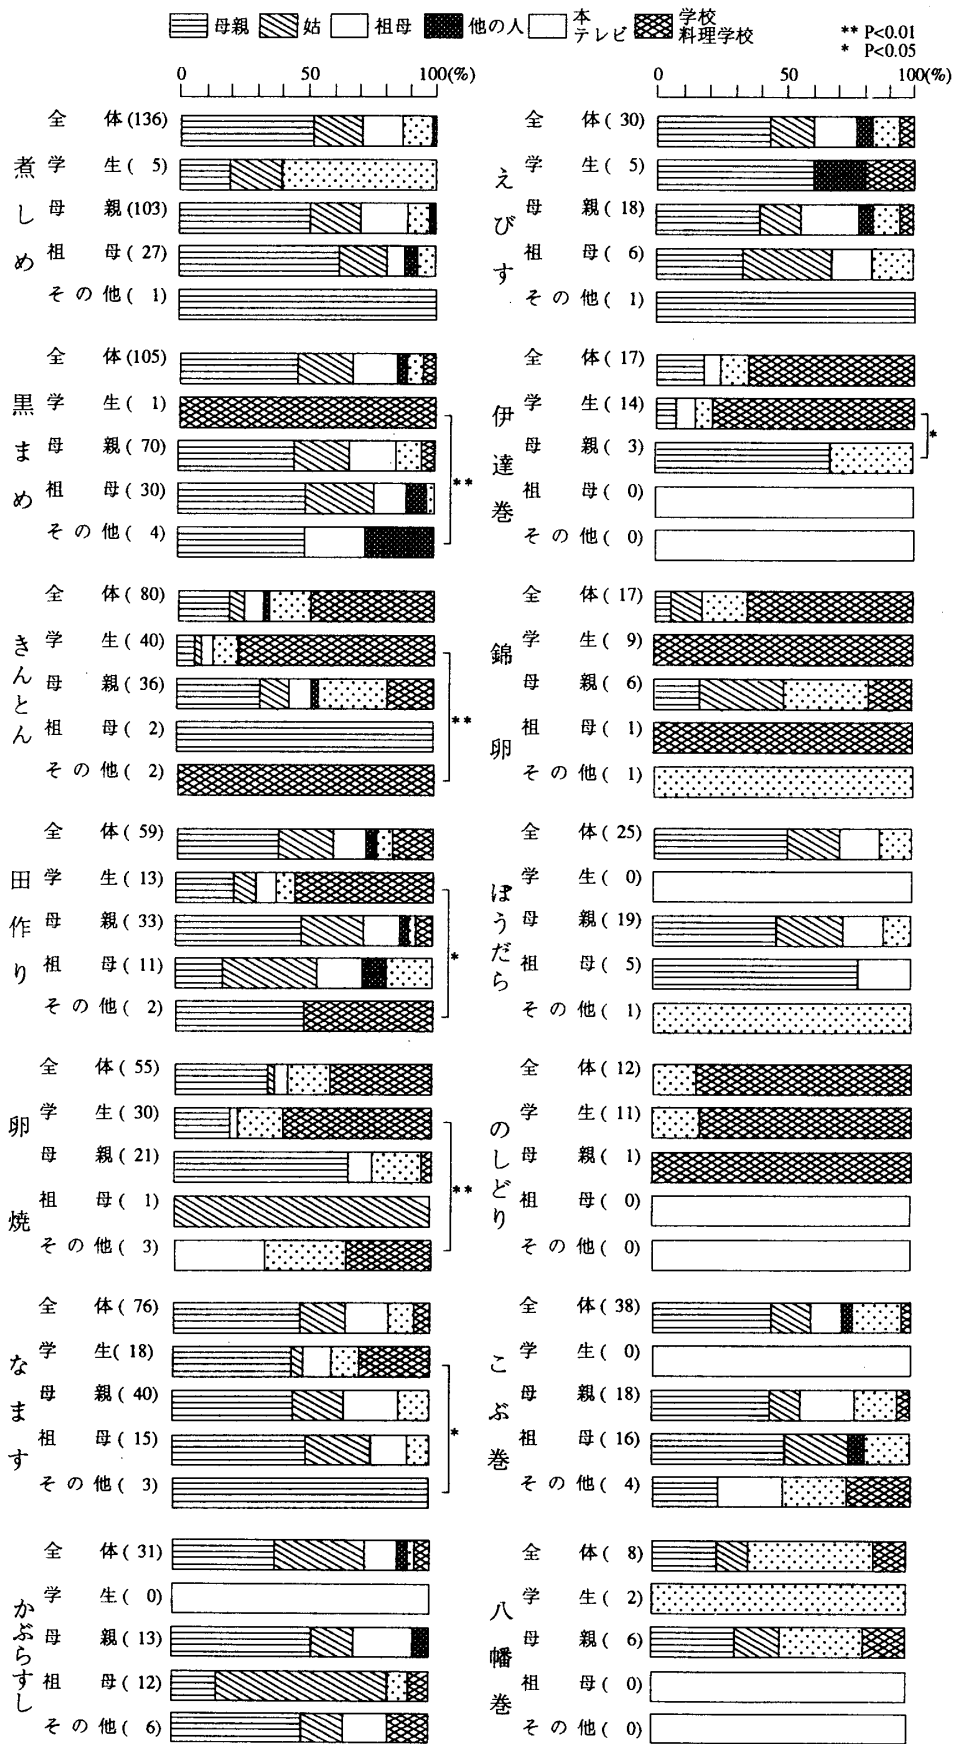 母親 姑 祖母 他の人 本 テレビ 学校 料理学校
** P<0.01
* P<0.05
0 50 100(%)
煮しめ
全体(136)
学生( 5)
母親(103)
祖母( 27)
その他( 1)
黒まめ
全体(105)
学生( 1)
母親( 70)
祖母( 30)
その他( 4)
**
きんとん
全体( 80)
学生( 40)
母親( 36)
祖母( 2)
その他( 2)
**
田作り
全体( 59)
学生( 13)
母親( 33)
祖母( 11)
その他( 2)
*
卵焼
全体( 55)
学生( 30)
母親( 21)
祖母( 1)
その他( 3)
**
なます
全体( 76)
学生( 18)
母親( 40)
祖母( 15)
その他( 3)
*
かぶらすし
全体( 31)
学生( 0)
母親( 13)
祖母( 12)
その他( 6)
0 50 100(%)
えびす
全体( 30)
学生( 5)
母親( 18)
祖母( 6)
その他( 1)
伊達巻
全体( 17)
学生( 14)
母親( 3)
祖母( 0)
その他( 0)
*
錦卵
全体( 17)
学生( 9)
母親( 6)
祖母( 1)
その他( 1)
ぼうだら
全体( 25)
学生( 0)
母親( 19)
祖母( 5)
その他( 1)
のしどり
全体( 12)
学生( 11)
母親( 1)
祖母( 0)
その他( 0)
こぶ巻
全体( 38)
学生( 0)
母親( 18)
祖母( 16)
その他( 4)
八幡巻
全体( 8)
学生( 2)
母親( 6)
祖母( 0)
その他( 0)